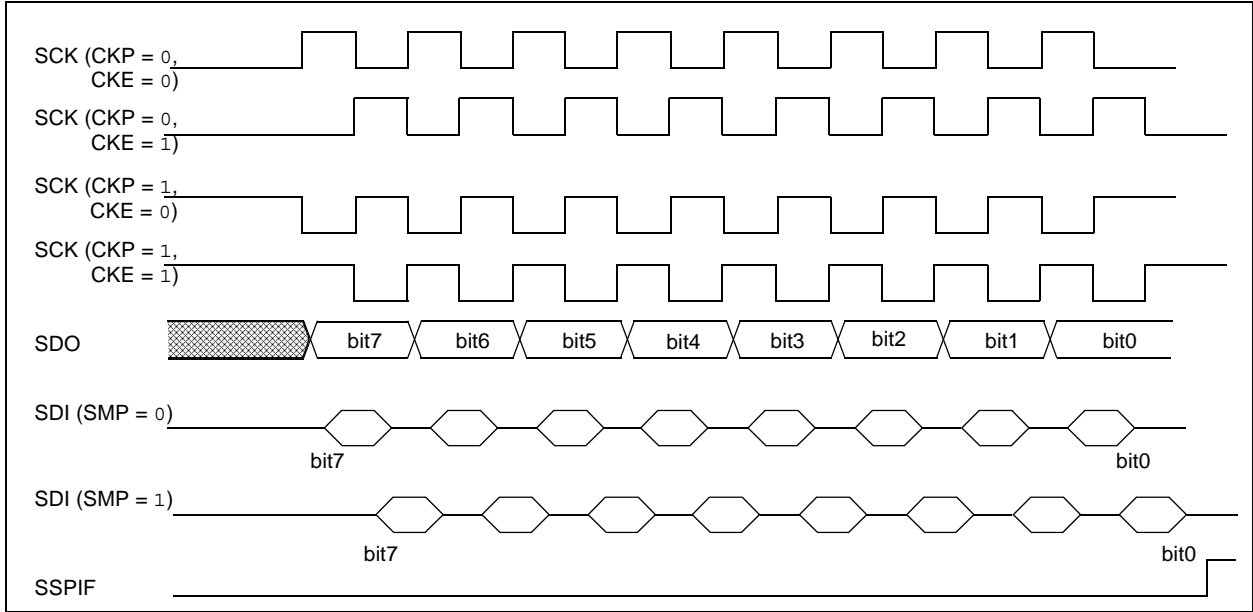 SCK (CKP = 0,
CKE = 0)
SCK (CKP = 0,
CKE = 1)
SCK (CKP = 1,
CKE = 0)
SCK (CKP = 1,
CKE = 1)
SDO bit7 bit6 bit5 bit4 bit3 bit2 bit1 bit0
SDI (SMP = 0)
bit7 bit0
SDI (SMP = 1)
bit7 bit0
SSPIF